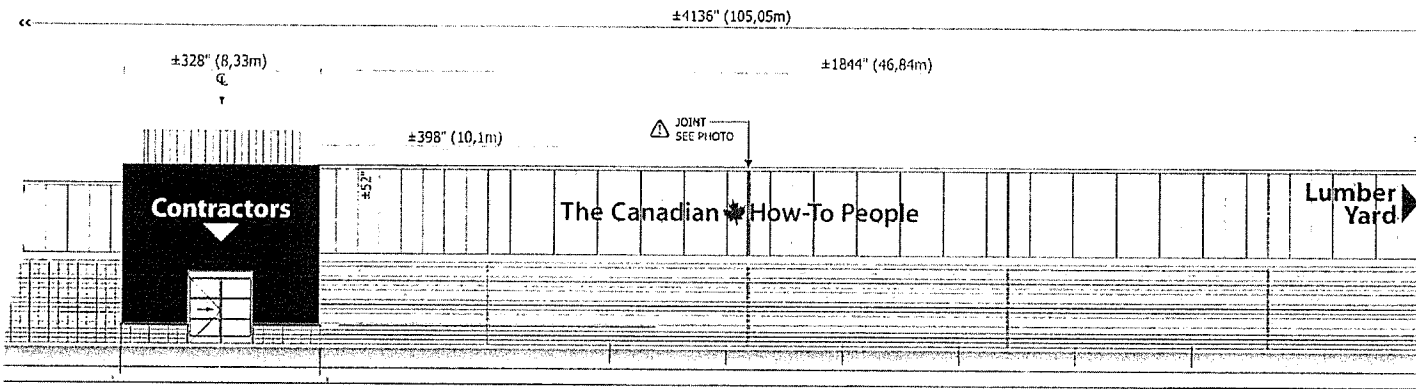 ±4136" (105,05m)
±328" (8,33m)
℄
±1844" (46,84m)
±398" (10,1m)
JOINT
SEE PHOTO
±52"
Contractors
The Canadian How-To People
Lumber
Yard